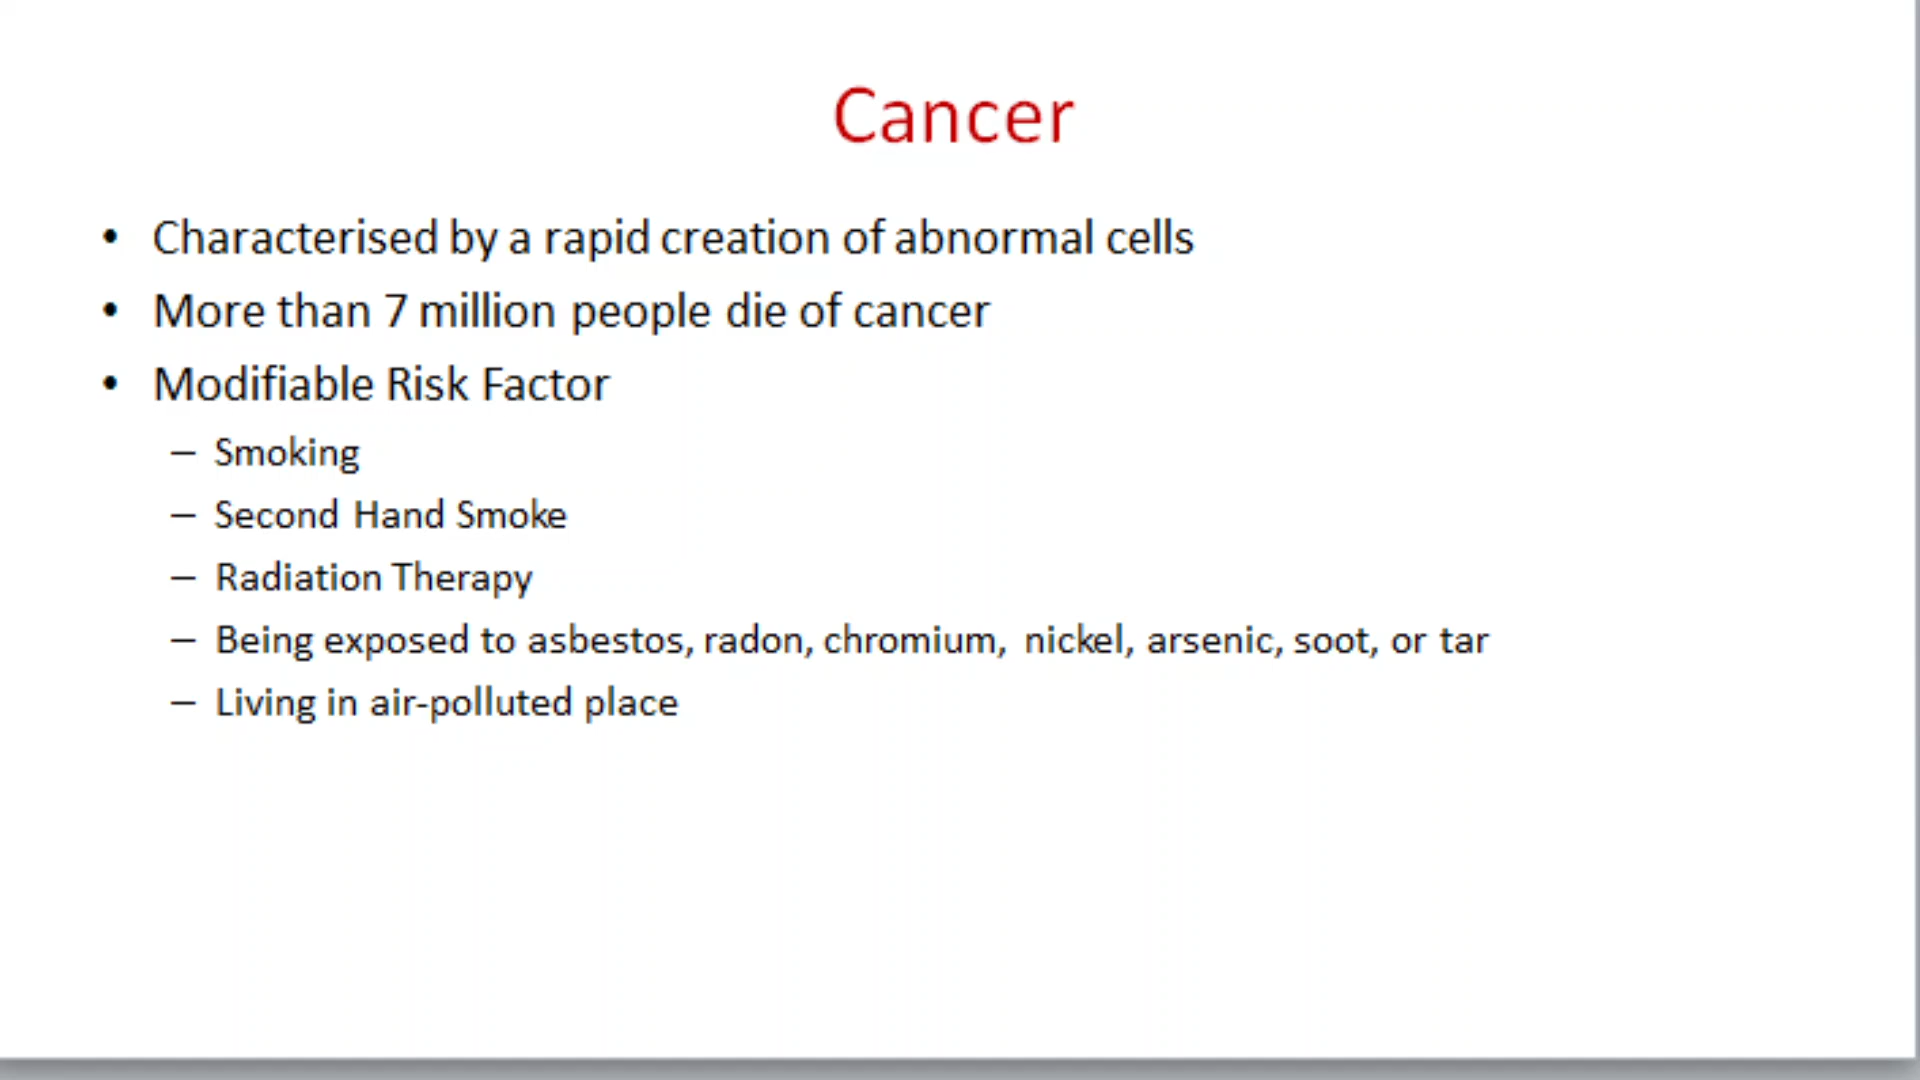 Cancer
• Characterised by a rapid creation of abnormal cells
• More than 7 million people die of cancer
• Modifiable Risk Factor
– Smoking
– Second Hand Smoke
– Radiation Therapy
– Being exposed to asbestos, radon, chromium, nickel, arsenic, soot, or tar
– Living in air-polluted place